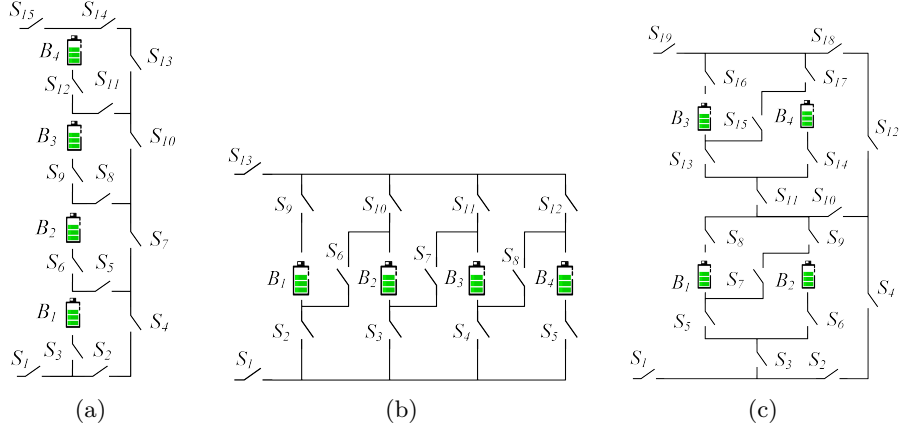 S15 S14
B4
S13
S12 S11
B3
S10
S9 S8
B2
S7
S6 S5
B1
S4
S3 S2
S1
(a)
S13
S9 S10 S11 S12
S6 S7 S8
B1 B2 B3 B4
S2 S3 S4 S5
S1
(b)
S19 S18
S16 S17
B3 S15 B4
S12
S13 S14
S11 S10
S8 S9
B1 S7 B2
S4
S5 S6
S3 S2
S1
(c)